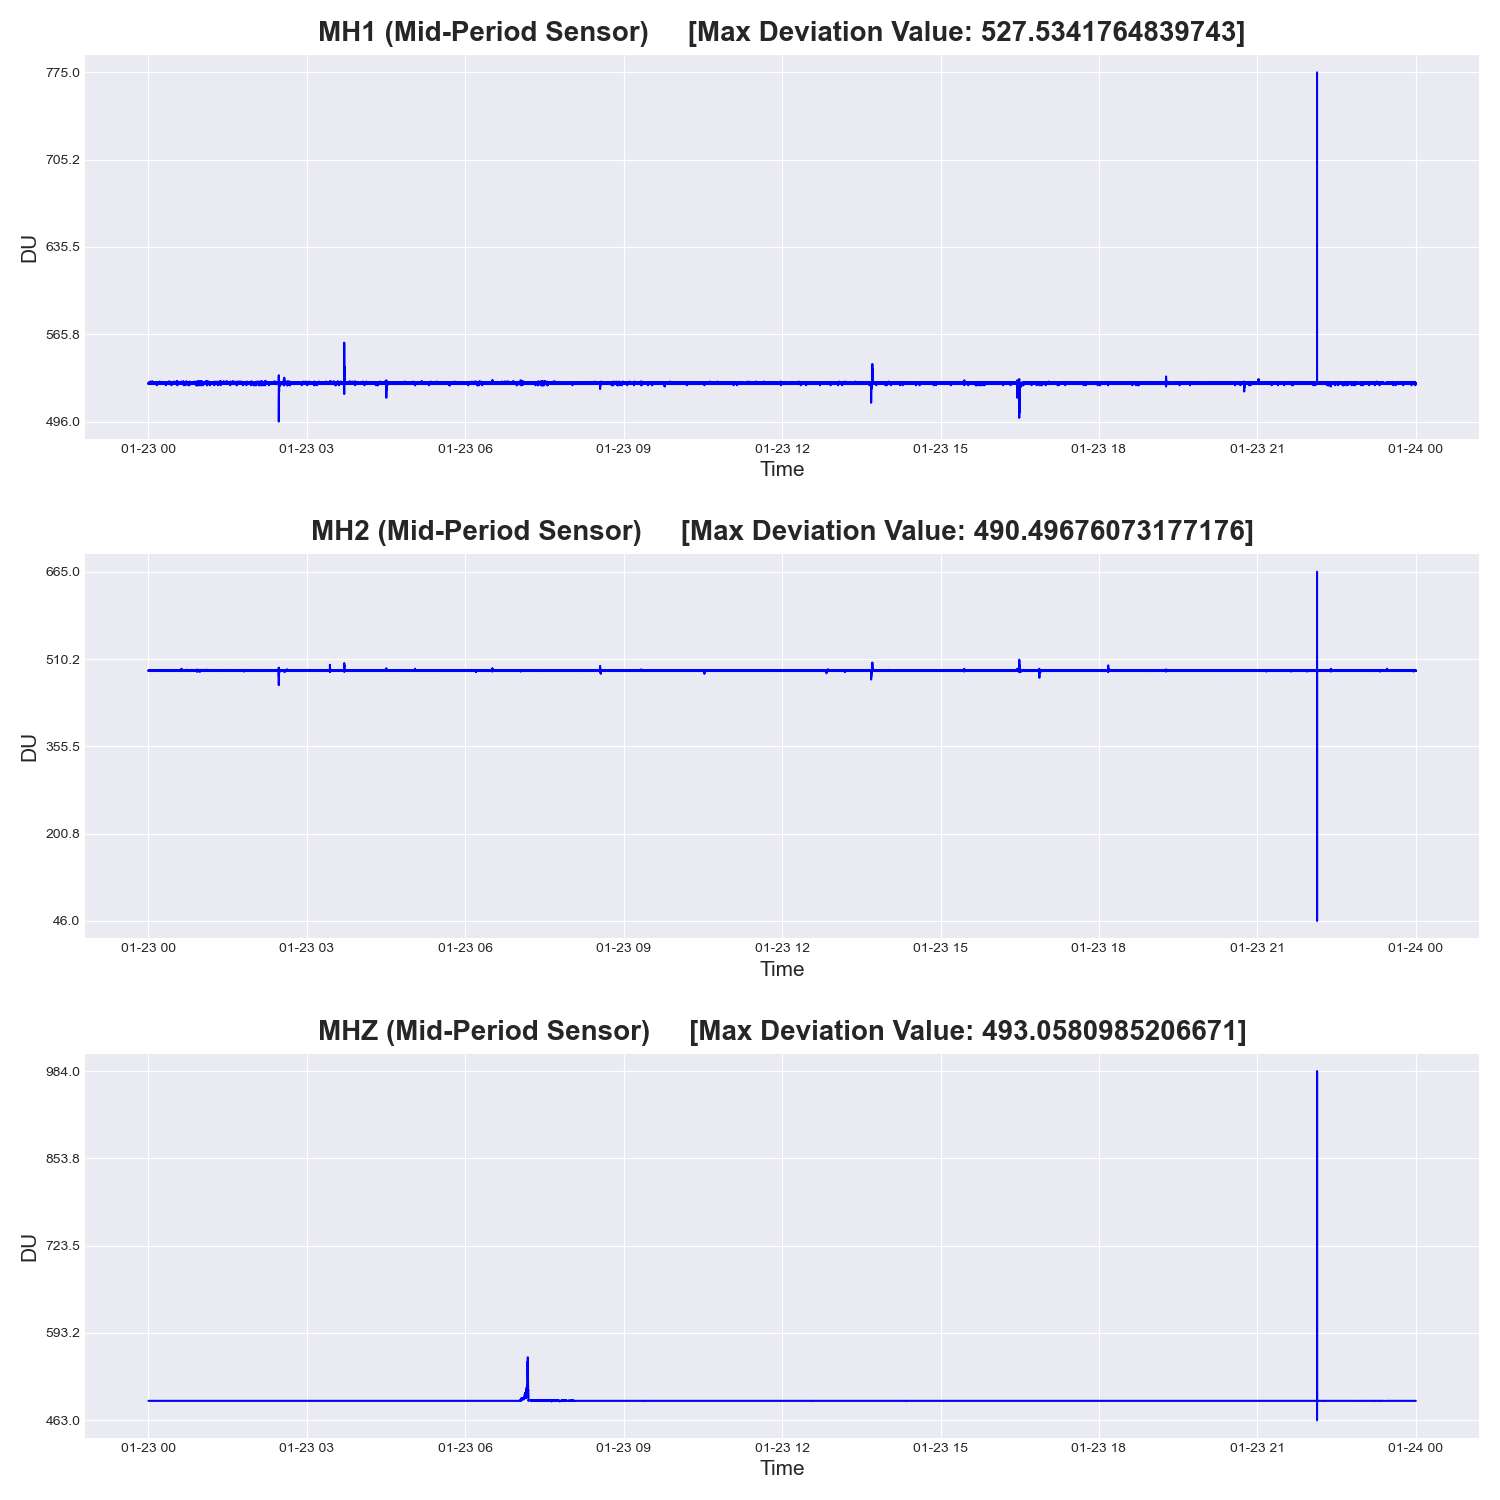 MH1 (Mid-Period Sensor) [Max Deviation Value: 527.5341764839743]
775.0
705.2
635.5
565.8
496.0
DU
01-23 00 01-23 03 01-23 06 01-23 09 01-23 12 01-23 15 01-23 18 01-23 21 01-24 00
Time
MH2 (Mid-Period Sensor) [Max Deviation Value: 490.49676073177176]
665.0
510.2
355.5
200.8
46.0
DU
01-23 00 01-23 03 01-23 06 01-23 09 01-23 12 01-23 15 01-23 18 01-23 21 01-24 00
Time
MHZ (Mid-Period Sensor) [Max Deviation Value: 493.0580985206671]
984.0
853.8
723.5
593.2
463.0
DU
01-23 00 01-23 03 01-23 06 01-23 09 01-23 12 01-23 15 01-23 18 01-23 21 01-24 00
Time